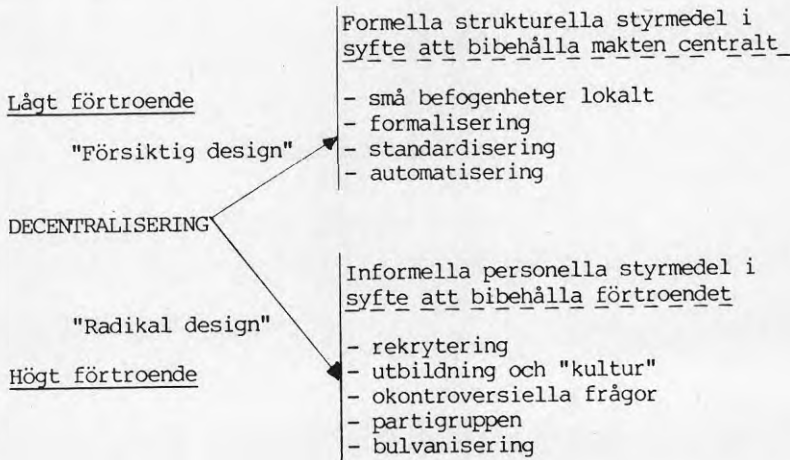 Formella strukturella styrmedel i
syfte att bibehålla makten centralt
Lågt förtroende
- små befogenheter lokalt
- formalisering
"Försiktig design"
- standardisering
- automatisering
DECENTRALISERING
Informella personella styrmedel i
syfte att bibehålla förtroendet
"Radikal design"
- rekrytering
Högt förtroende
- utbildning och "kultur"
- okontroversiella frågor
- partigruppen
- bulvanisering